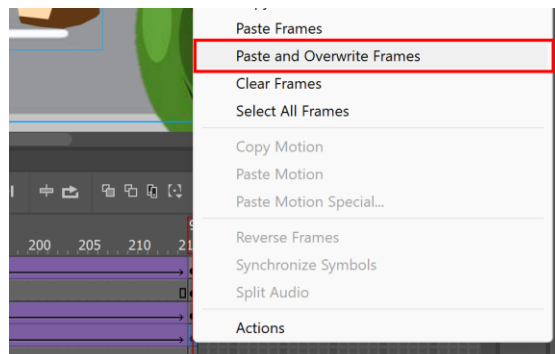 Paste Frames
Paste and Overwrite Frames
Clear Frames
Select All Frames
Copy Motion
Paste Motion
Paste Motion Special...
Reverse Frames
200 205 210
Synchronize Symbols
Split Audio
Actions